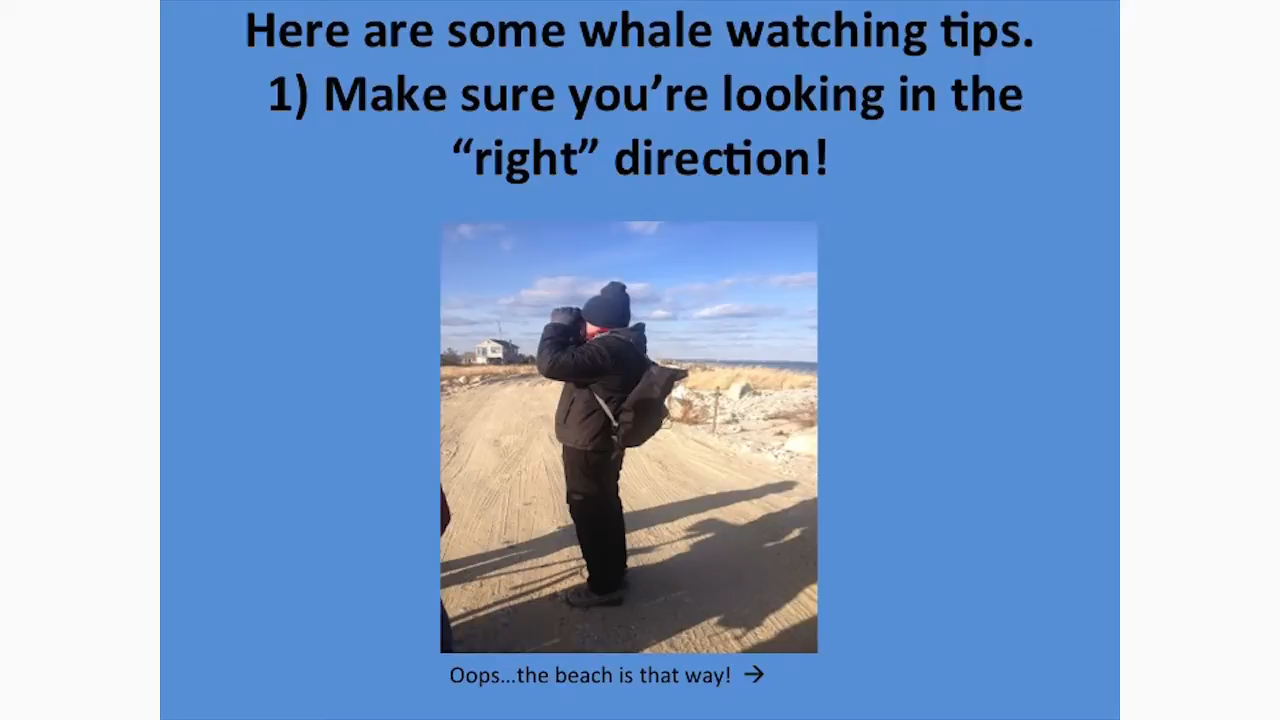 Here are some whale watching tips.
1) Make sure you’re looking in the
“right” direction!
Oops...the beach is that way! →